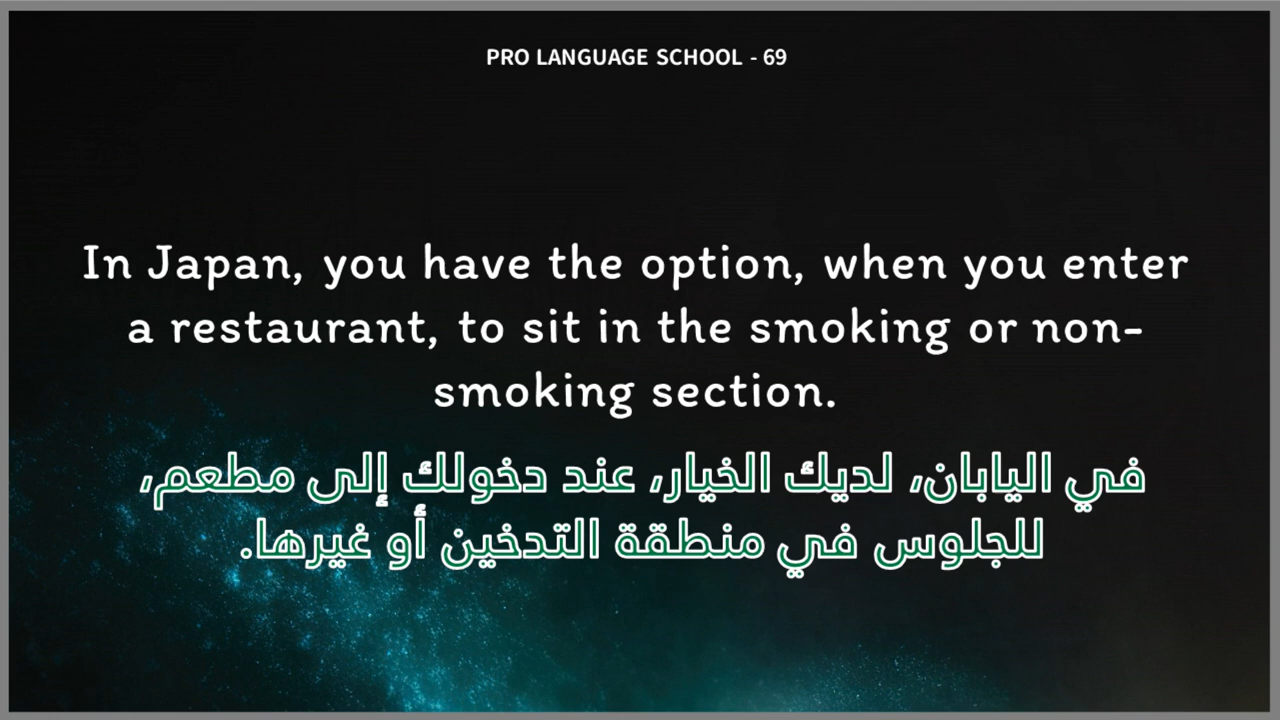 PRO LANGUAGE SCHOOL - 69
In Japan, you have the option, when you enter
a restaurant, to sit in the smoking or non-
smoking section.
في اليابان، لديك الخيار، عند دخولك إلى مطعم،
للجلوس في منطقة التدخين أو غيرها.